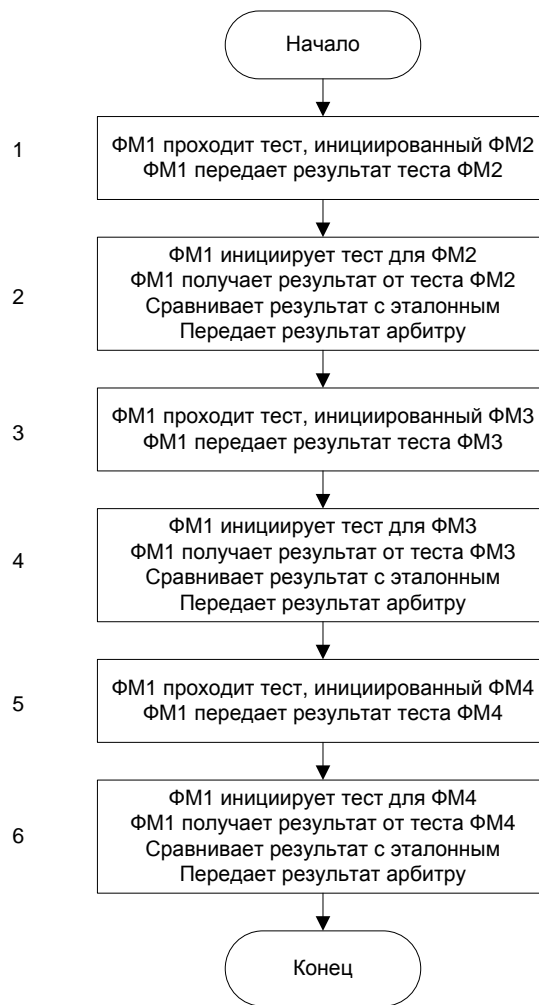 Начало
1
ФМ1 проходит тест, инициированный ФМ2
ФМ1 передает результат теста ФМ2
2
ФМ1 инициирует тест для ФМ2
ФМ1 получает результат от теста ФМ2
Сравнивает результат с эталонным
Передает результат арбитру
3
ФМ1 проходит тест, инициированный ФМ3
ФМ1 передает результат теста ФМ3
4
ФМ1 инициирует тест для ФМ3
ФМ1 получает результат от теста ФМ3
Сравнивает результат с эталонным
Передает результат арбитру
5
ФМ1 проходит тест, инициированный ФМ4
ФМ1 передает результат теста ФМ4
6
ФМ1 инициирует тест для ФМ4
ФМ1 получает результат от теста ФМ4
Сравнивает результат с эталонным
Передает результат арбитру
Конец